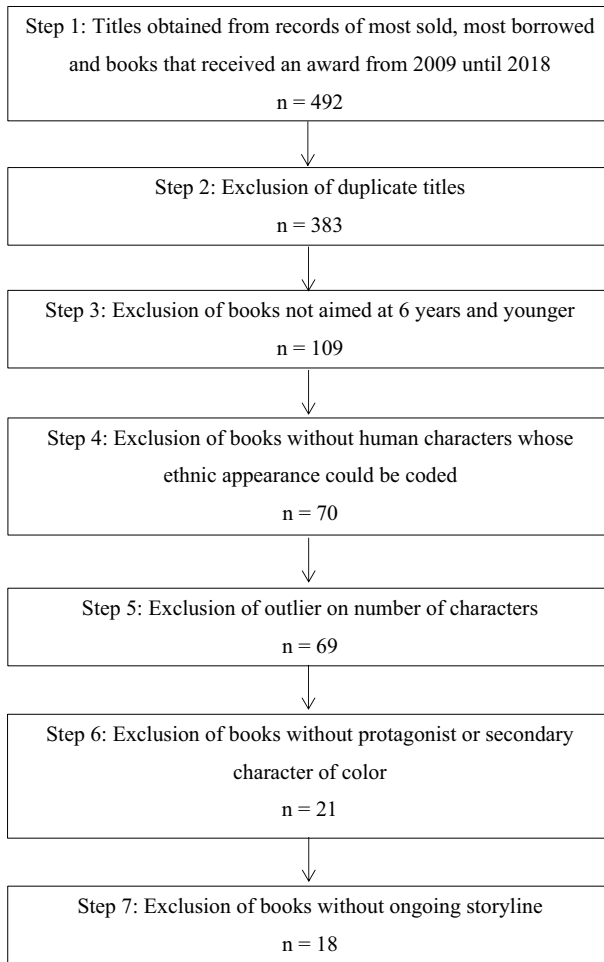 Step 1: Titles obtained from records of most sold, most borrowed
and books that received an award from 2009 until 2018
n = 492
Step 2: Exclusion of duplicate titles
n = 383
Step 3: Exclusion of books not aimed at 6 years and younger
n = 109
Step 4: Exclusion of books without human characters whose
ethnic appearance could be coded
n = 70
Step 5: Exclusion of outlier on number of characters
n = 69
Step 6: Exclusion of books without protagonist or secondary
character of color
n = 21
Step 7: Exclusion of books without ongoing storyline
n = 18